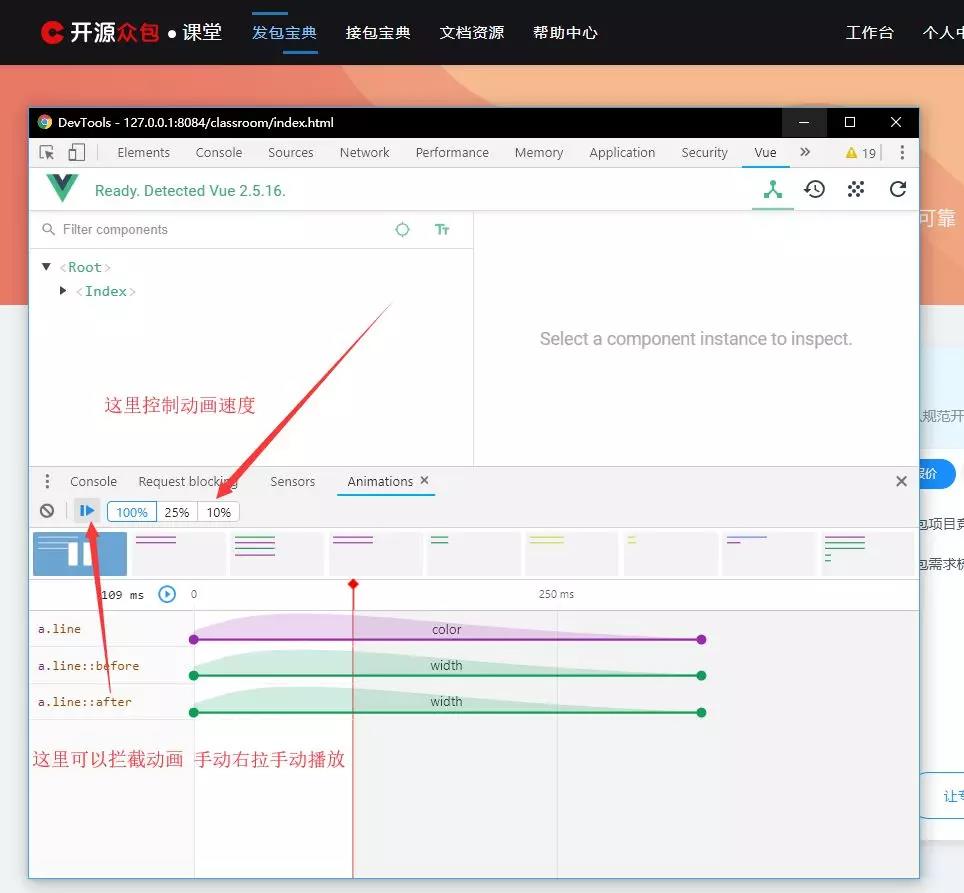 开源众包 • 课堂 发包宝典 接包宝典 文档资源 帮助中心 工作台 个人中
DevTools - 127.0.0.1:8084/classroom/index.html
Elements Console Sources Network Performance Memory Application Security Vue » 19
Ready. Detected Vue 2.5.16.
可靠
Filter components Tr
▼ <Root>
▶ <Index>
Select a component instance to inspect.
这里控制动画速度
规范开
Console Request blocking Sensors Animations ×
报价
100% 25% 10%
包项目竞
包需求
109 ms 0 250 ms
a.line color
a.line::before width
a.line::after width
这里可以拦截动画 手动右拉手动播放
让专